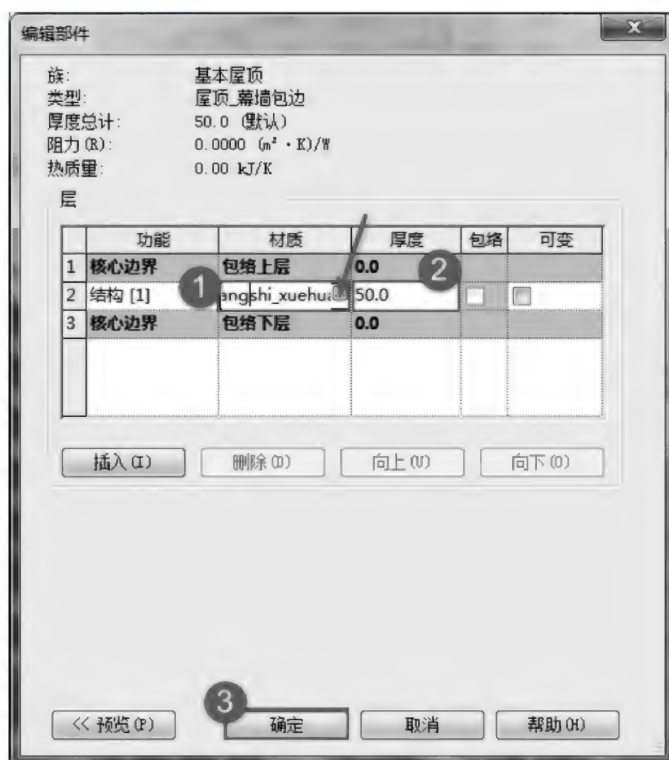 编辑部件
X
族: 基本屋顶
类型: 屋顶_幕墙包边
厚度总计: 50.0 (默认)
阻力(R): 0.0000 (m²·K)/W
热质量: 0.00 kJ/K
层
功能 材质 厚度 包络 可变
1 核心边界 包络上层 0.0
2
2 结构 [1] 1 angshi_xuehua 50.0
3 核心边界 包络下层 0.0
插入(I) 删除(D) 向上(U) 向下(O)
3
<< 预览(P) 确定 取消 帮助(H)